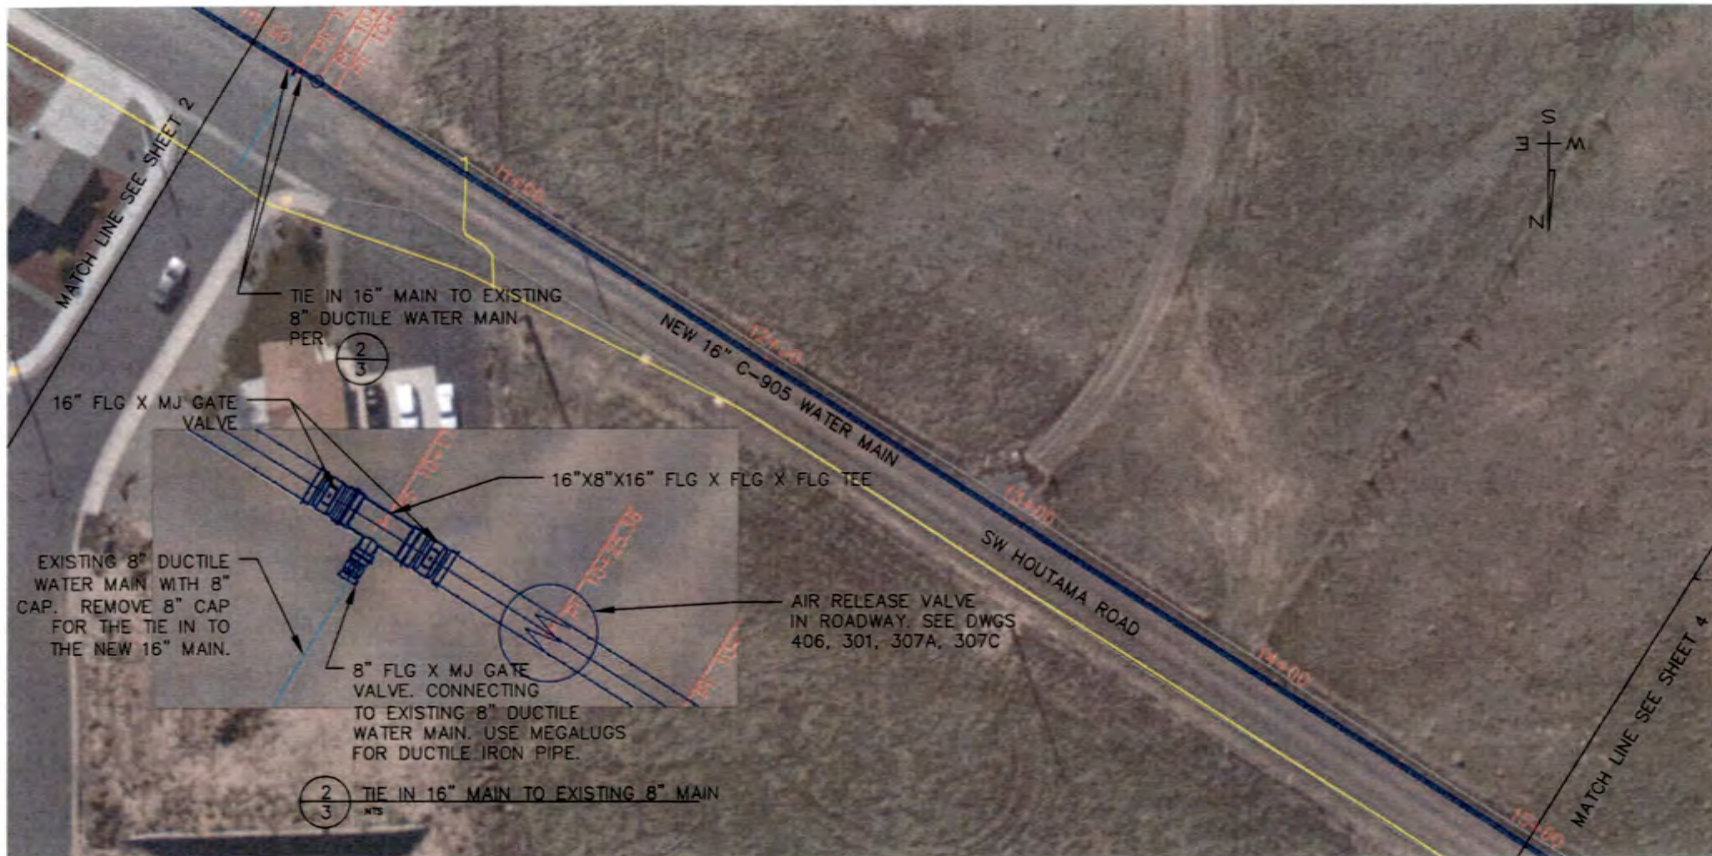 10+00
MATCH LINE SEE SHEET 2
11+00
S
E
W
N
TIE IN 16" MAIN TO EXISTING
8" DUCTILE WATER MAIN
PER
2
3
NEW 16" C-905 WATER MAIN
12+00
16" FLG X MJ GATE
VALVE
16"X8"X16" FLG X FLG X FLG TEE
13+00
SW HOUTAMA ROAD
EXISTING 8" DUCTILE
WATER MAIN WITH 8"
CAP. REMOVE 8" CAP
FOR THE TIE IN TO
THE NEW 16" MAIN.
AIR RELEASE VALVE
IN ROADWAY. SEE DWGS
406, 301, 307A, 307C
8" FLG X MJ GATE
VALVE. CONNECTING
TO EXISTING 8" DUCTILE
WATER MAIN. USE MEGALUGS
FOR DUCTILE IRON PIPE.
14+00
MATCH LINE SEE SHEET 4
15+00
2
3
TIE IN 16" MAIN TO EXISTING 8" MAIN
NTS